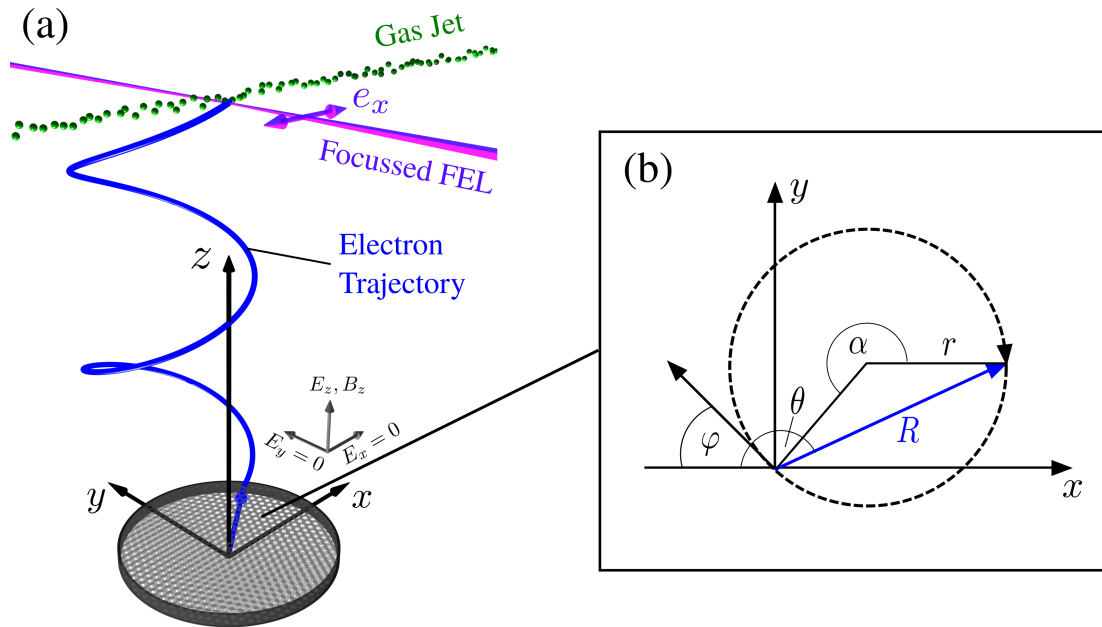 (a)
Gas Jet
e_x
Focussed FEL
Electron
Trajectory
z
E_z, B_z
E_y = 0
E_x = 0
y
x
(b)
y
α
r
θ
φ
R
x